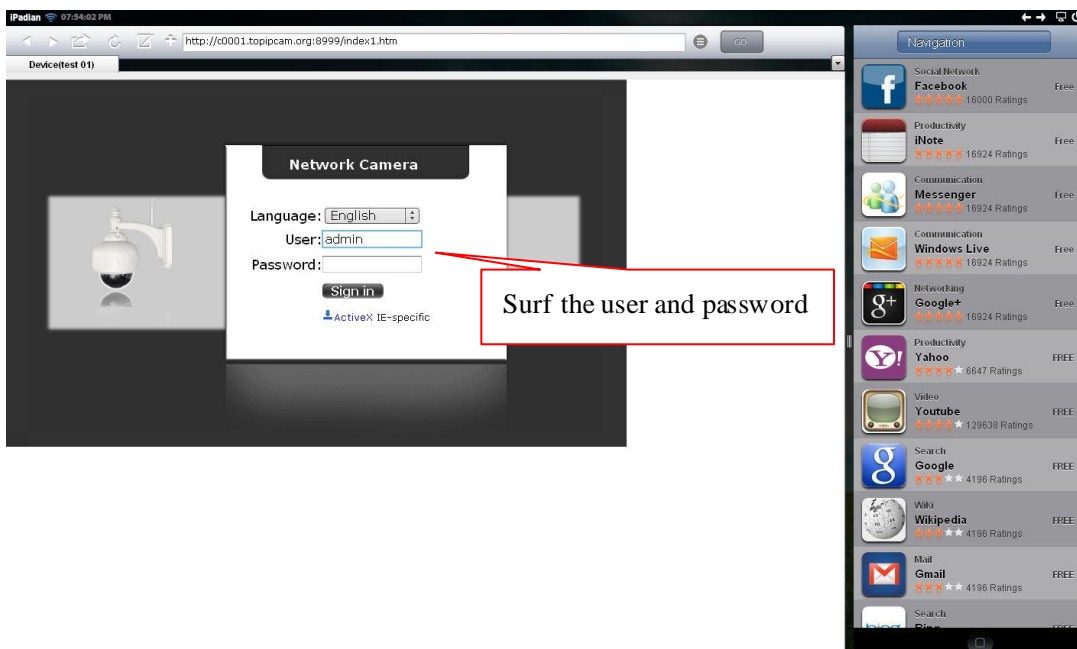 iPadian 07:54:02 PM
http://c0001.topipcam.org:8999/index1.htm
GO
Device(test 01)
Network Camera
Language: English
User: admin
Password:
Sign in
ActiveX IE-specific
Surf the user and password
Navigation
Social Network
Facebook Free
16000 Ratings
Productivity
iNote Free
16924 Ratings
Communication
Messenger Free
16924 Ratings
Communication
Windows Live Free
16924 Ratings
Networking
Google+ Free
16924 Ratings
Productivity
Yahoo FREE
6647 Ratings
Video
Youtube FREE
129638 Ratings
Search
Google FREE
4196 Ratings
Wiki
Wikipedia FREE
4196 Ratings
Mail
Gmail FREE
4196 Ratings
Search